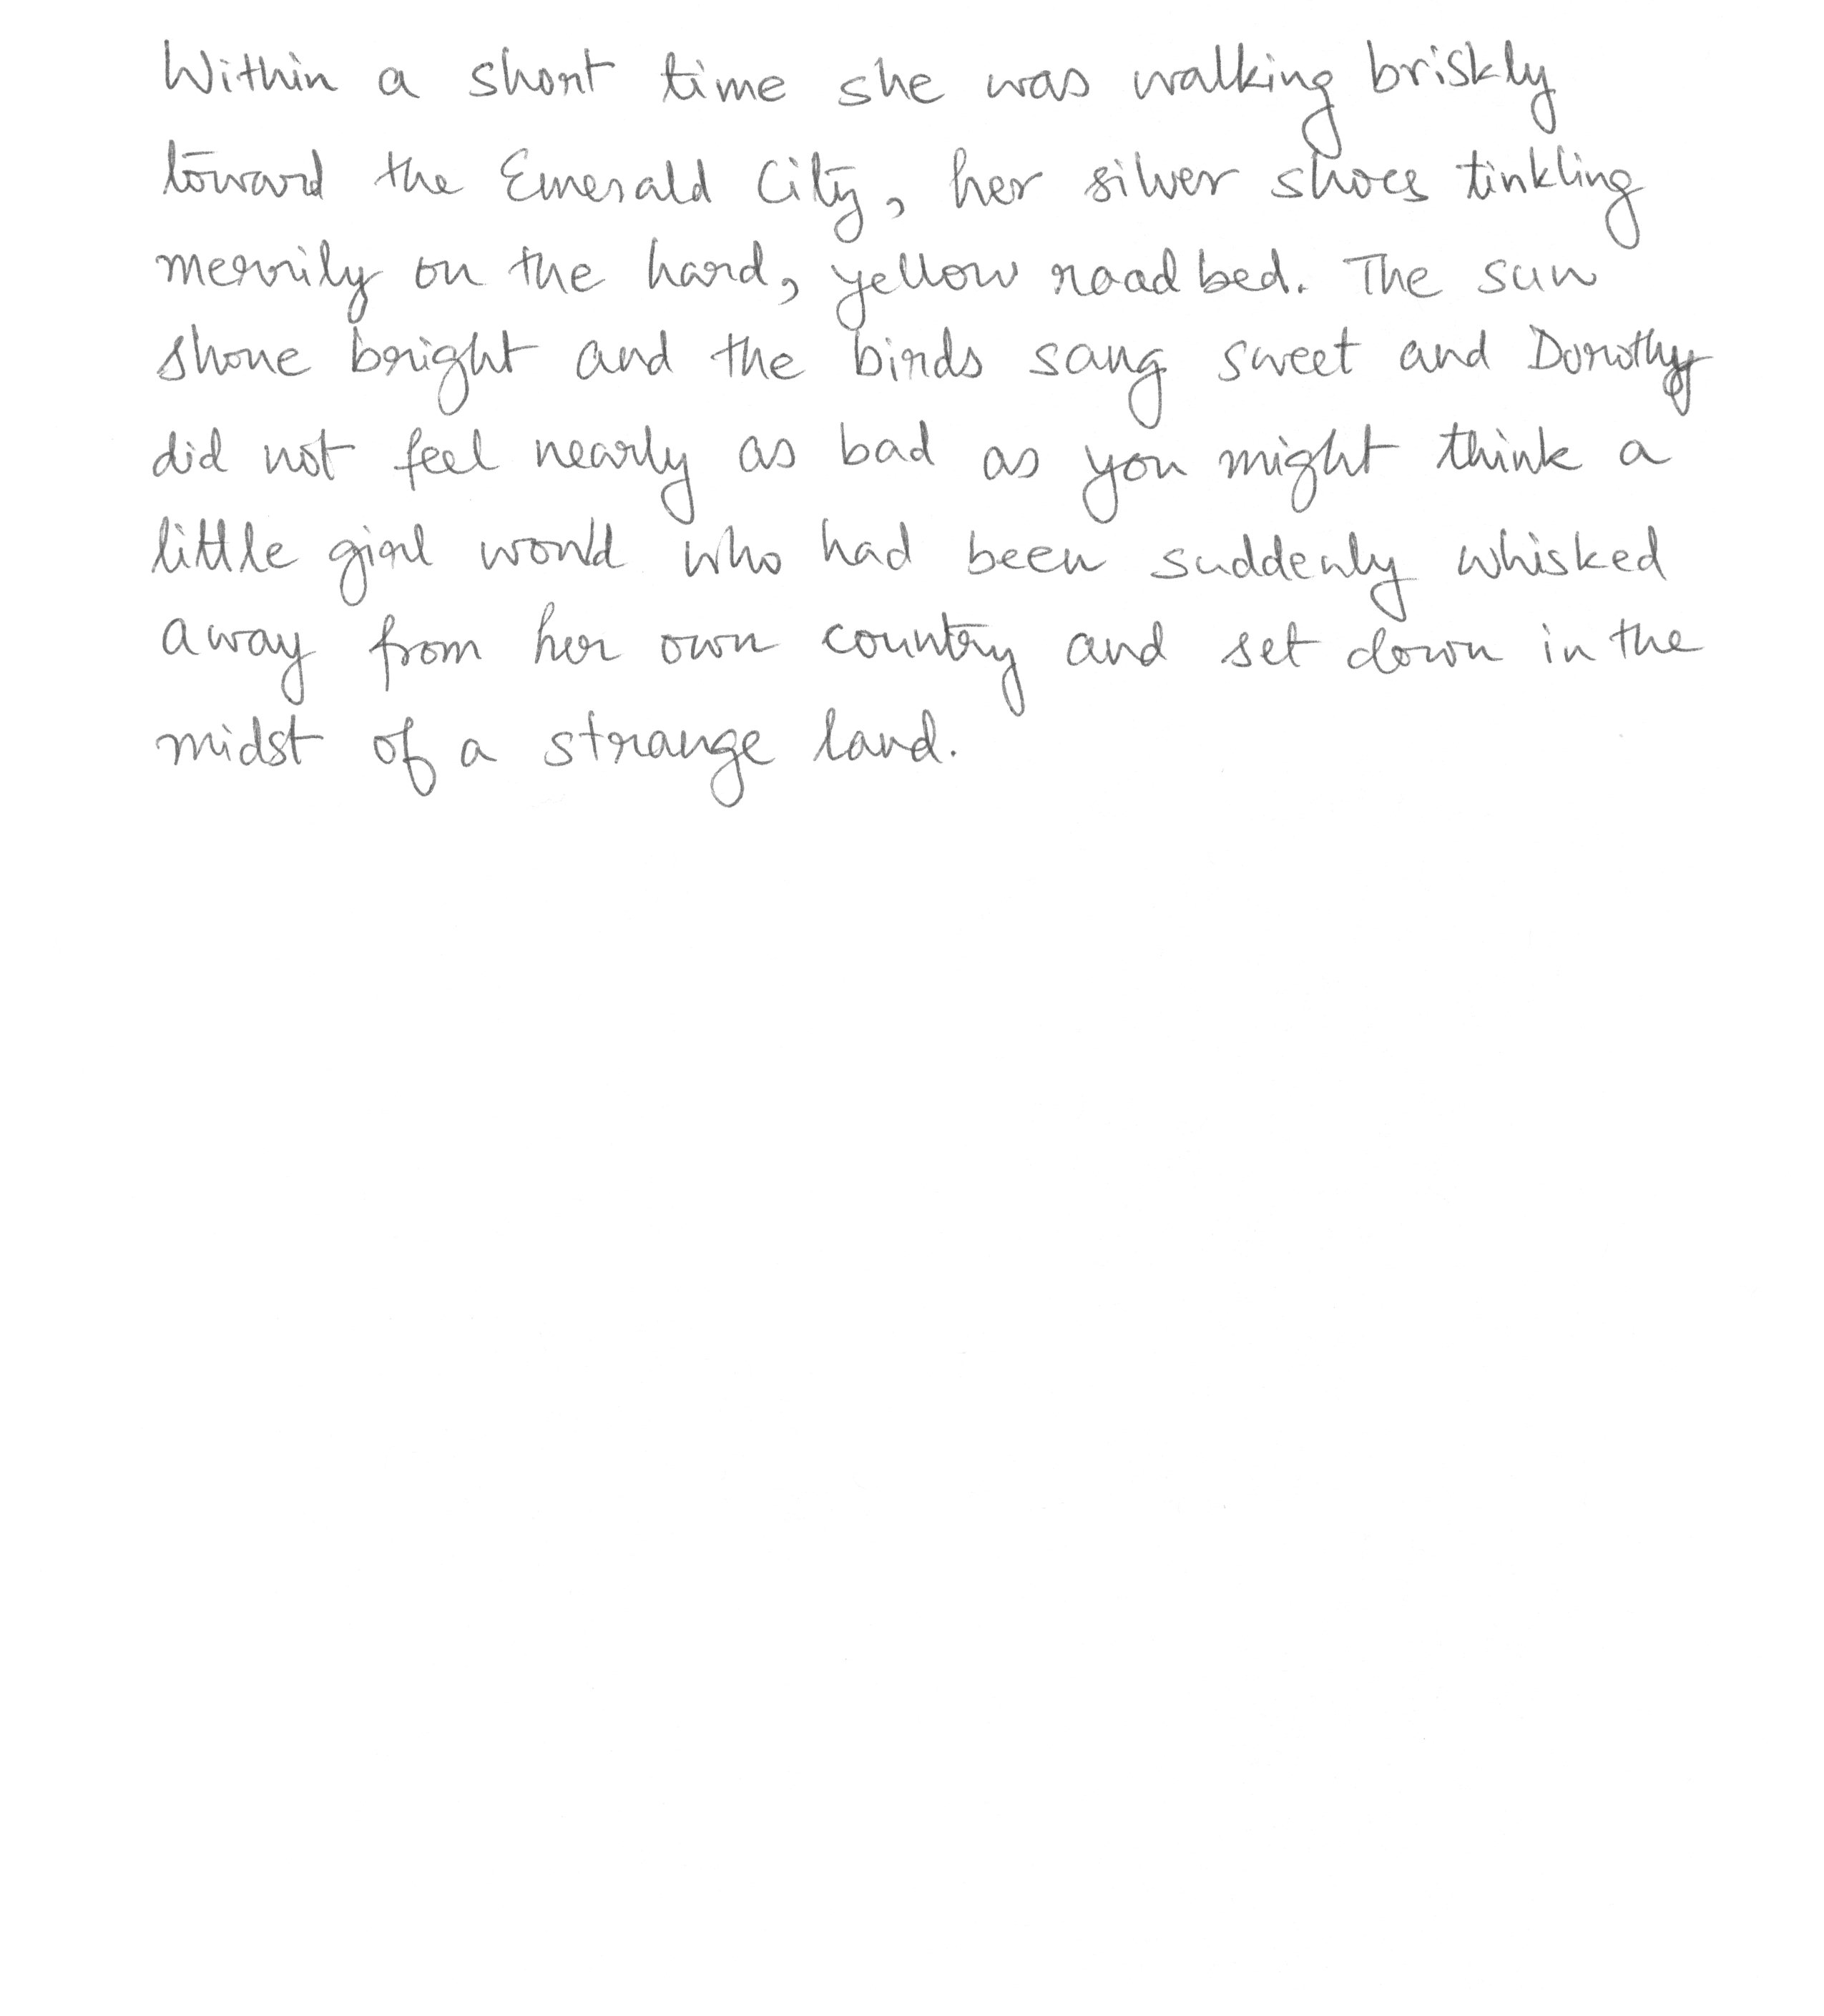 Within a short time she was walking briskly
toward the Emerald City, her silver shoes tinkling
merrily on the hard, yellow roadbed. The sun
shone bright and the birds sang sweet and Dorothy
did not feel nearly as bad as you might think a
little girl would who had been suddenly whisked
away from her own country and set down in the
midst of a strange land.